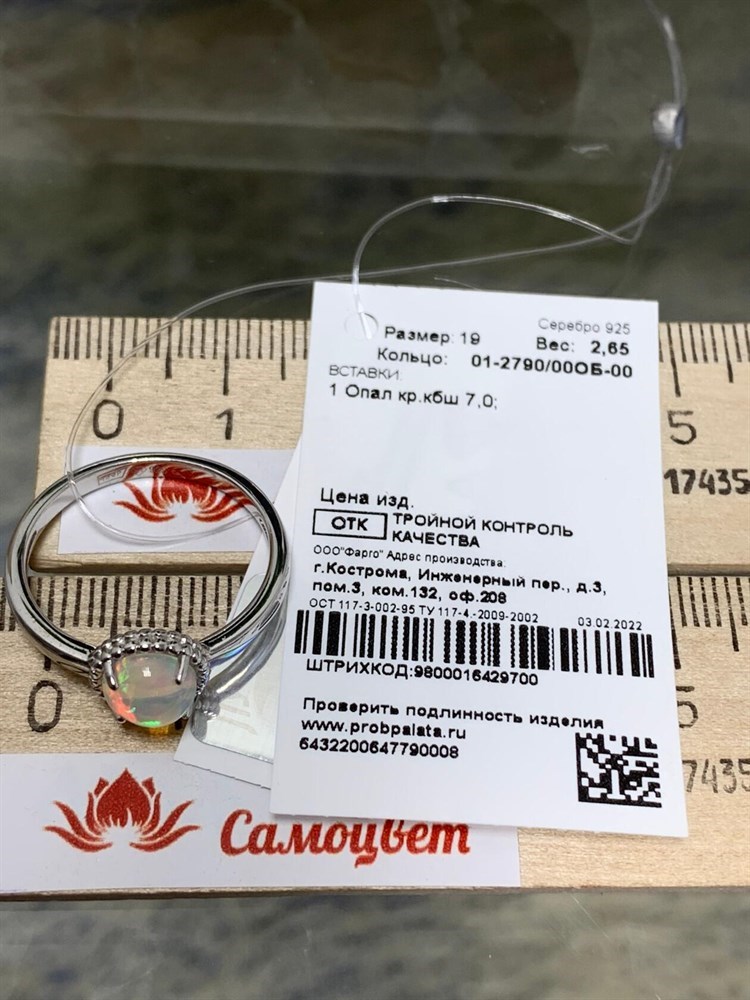 Серебро 925
Размер: 19 Вес: 2,65
Кольцо: 01-2790/00ОБ-00
ВСТАВКИ:
1 Опал кр.кбш 7,0;
Цена изд.
ОТК ТРОЙНОЙ КОНТРОЛЬ
КАЧЕСТВА
ООО"Фарго" Адрес производства:
г.Кострома, Инженерный пер., д.3,
пом.3, ком.132, оф.208
ОСТ 117-3-002-95 ТУ 117-4.-2009-2002 03.02.2022
ШТРИХКОД:9800016429700
Проверить подлинность изделия
www.probpalata.ru
6432200647790008
0 1 5
17435
0 5
7435
Самоцвет